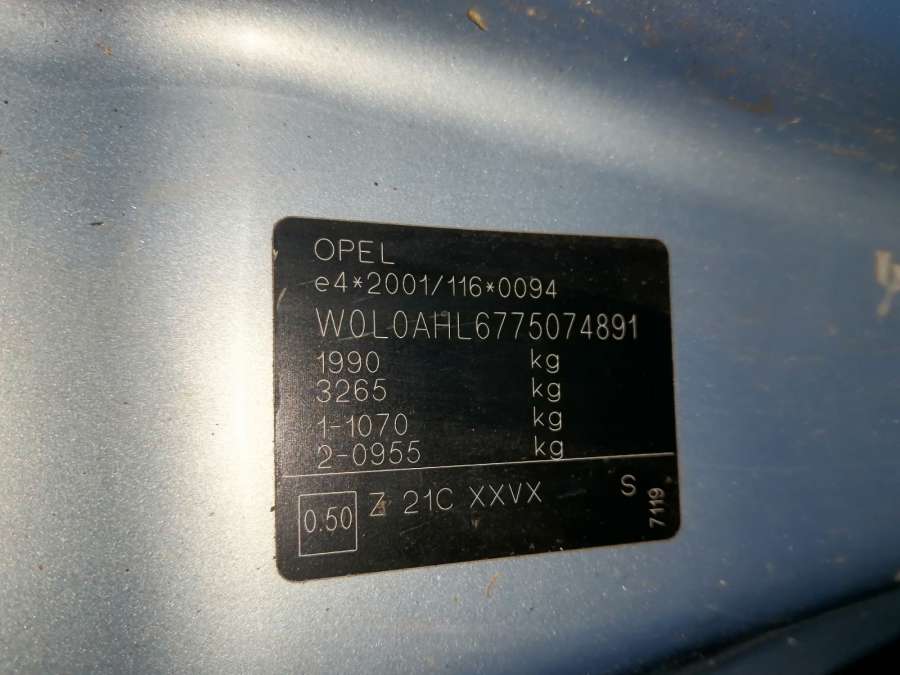 OPEL
e4*2001/116*0094
W0L0AHL6775074891
1990 kg
3265 kg
1-1070 kg
2-0955 kg
0.50 Z 21C XXVX S
7119